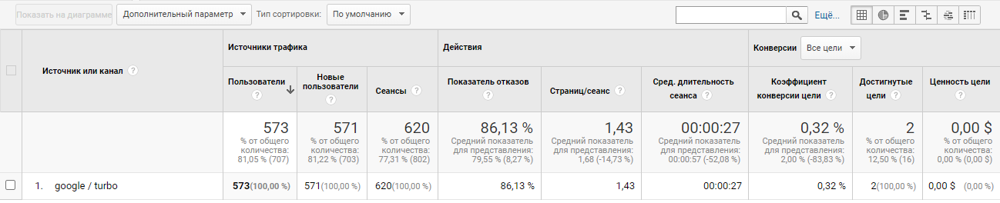 Показать на диаграмме
Дополнительный параметр
Тип сортировки:
По умолчанию
Ещё...
Источник или канал ?
Источники трафика
Действия
Конверсии
Все цели
Пользователи
?
Новые
пользователи
?
Сеансы ?
Показатель отказов
?
Страниц/сеанс ?
Сред. длительность
сеанса ?
Коэффициент
конверсии цели ?
Достигнутые
цели ?
Ценность цели
?
573
% от общего
количества:
81,05 % (707)
571
% от общего
количества:
81,22 % (703)
620
% от общего
количества:
77,31 % (802)
86,13 %
Средний показатель
для представления:
79,55 % (8,27 %)
1,43
Средний показатель
для представления:
1,68 (-14,73 %)
00:00:27
Средний показатель
для представления:
00:00:57 (-52,08 %)
0,32 %
Средний показатель
для представления:
2,00 % (-83,83 %)
2
% от общего
количества:
12,50 % (16)
0,00 $
% от общего
количества:
0,00 % (0,00 $)
1. google / turbo
573(100,00 %)
571(100,00 %)
620(100,00 %)
86,13 %
1,43
00:00:27
0,32 %
2(100,00 %)
0,00 $ (0,00 %)